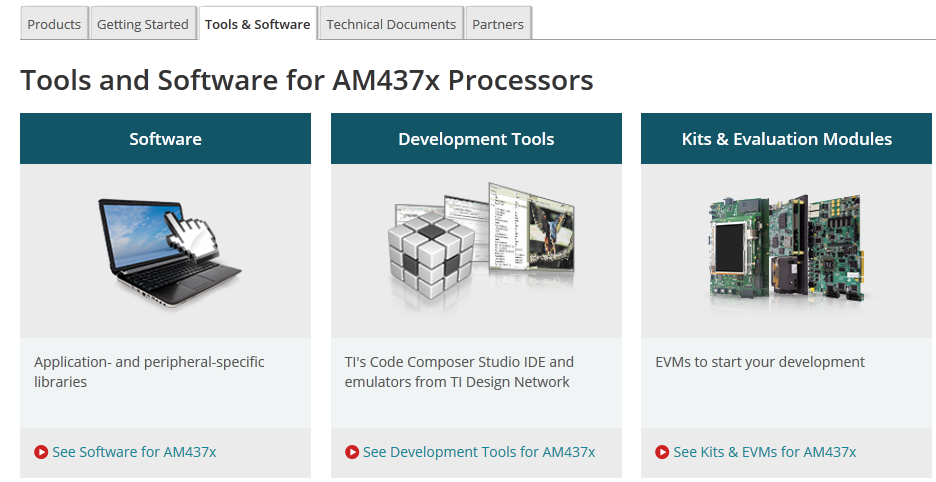 Products
Getting Started
Tools & Software
Technical Documents
Partners
Tools and Software for AM437x Processors
Software
Development Tools
Kits & Evaluation Modules
Application- and peripheral-specific
libraries
TI's Code Composer Studio IDE and
emulators from TI Design Network
EVMs to start your development
See Software for AM437x
See Development Tools for AM437x
See Kits & EVMs for AM437x